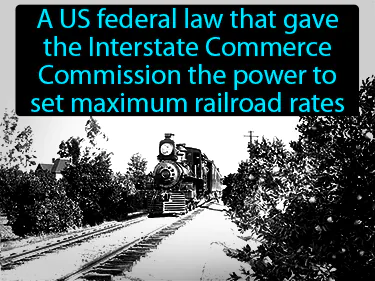 A US federal law that gave
the Interstate Commerce
Commission the power to
set maximum railroad rates